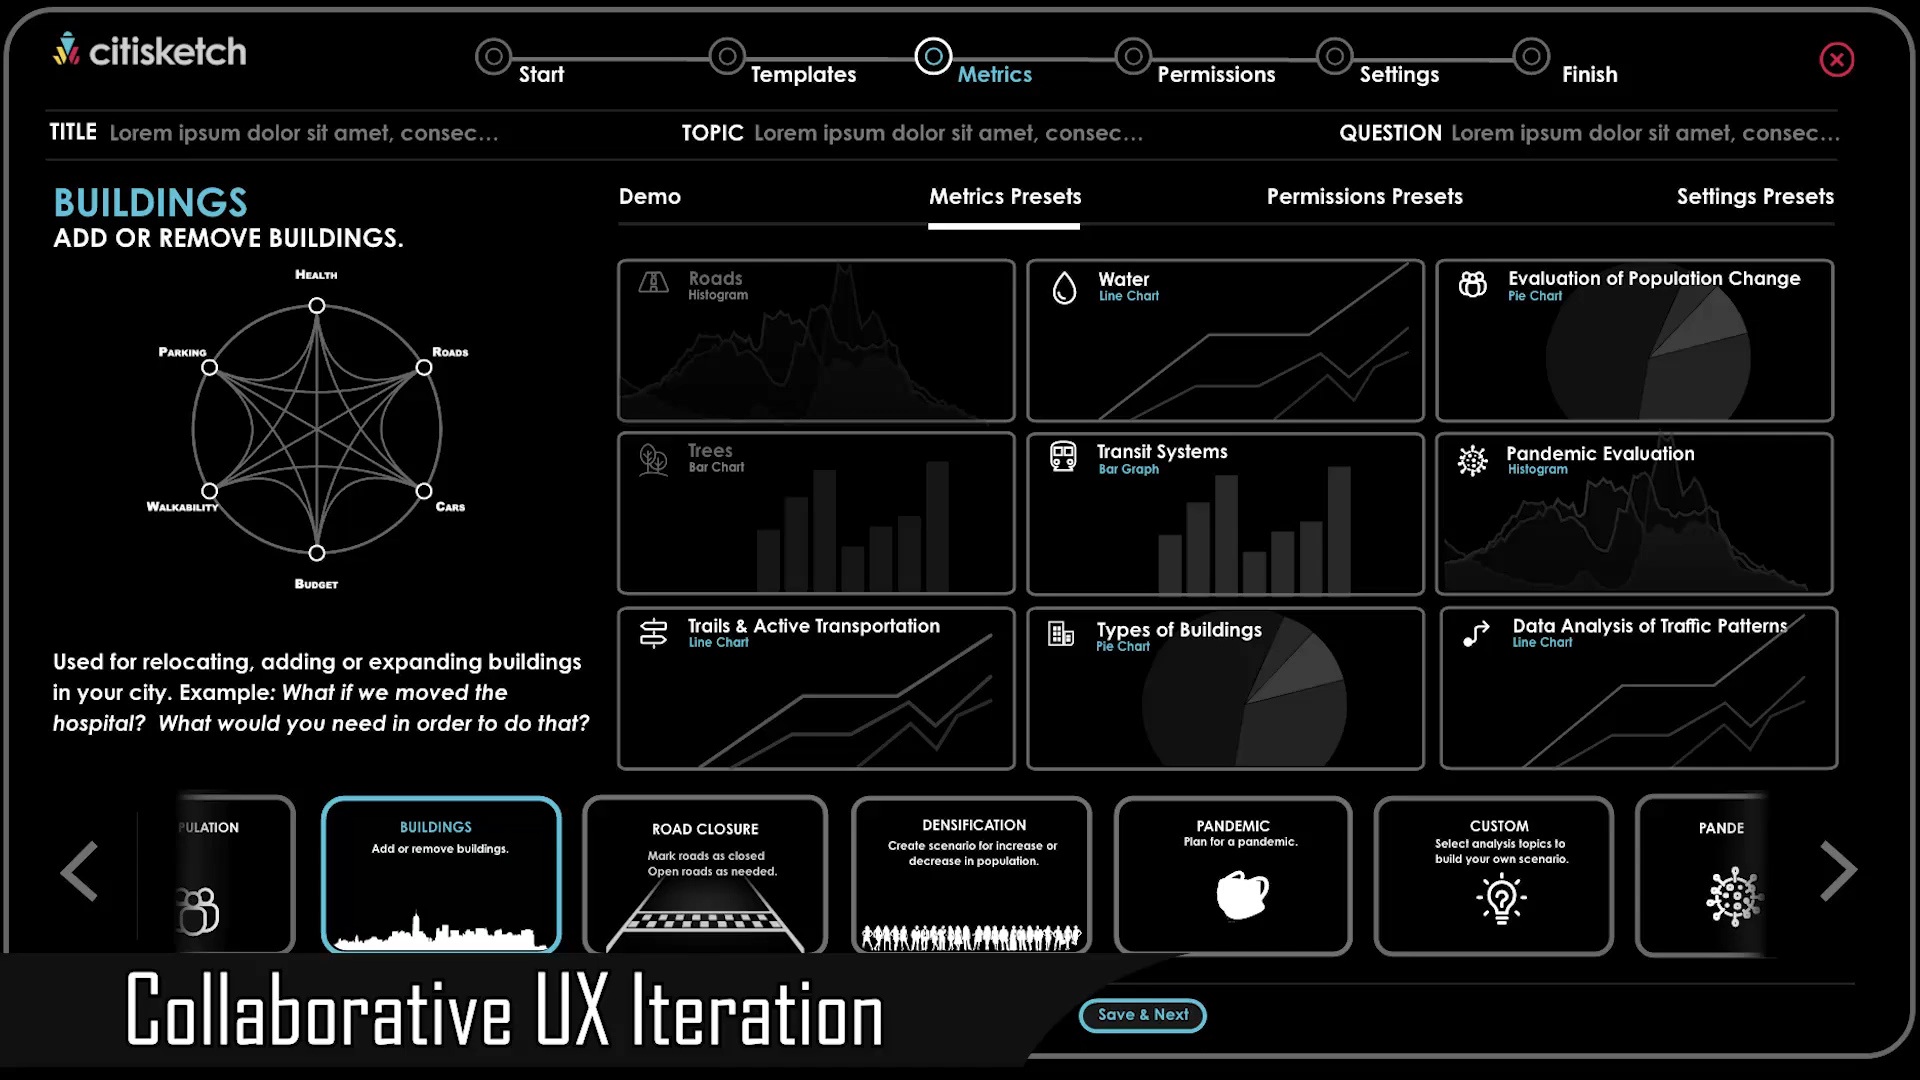 citisketch
Start
Templates
Metrics
Permissions
Settings
Finish
TITLE Lorem ipsum dolor sit amet, consec...
TOPIC Lorem ipsum dolor sit amet, consec...
QUESTION Lorem ipsum dolor sit amet, consec...
BUILDINGS
ADD OR REMOVE BUILDINGS.
HEALTH
PARKING
ROADS
WALKABILITY
CARS
BUDGET
Used for relocating, adding or expanding buildings
in your city. Example: What if we moved the
hospital? What would you need in order to do that?
Demo
Metrics Presets
Permissions Presets
Settings Presets
Roads
Histogram
Water
Line Chart
Evaluation of Population Change
Pie Chart
Trees
Bar Chart
Transit Systems
Bar Graph
Pandemic Evaluation
Histogram
Trails & Active Transportation
Line Chart
Types of Buildings
Pie Chart
Data Analysis of Traffic Patterns
Line Chart
PULATION
BUILDINGS
Add or remove buildings.
ROAD CLOSURE
Mark roads as closed
Open roads as needed.
DENSIFICATION
Create scenario for increase or
decrease in population.
PANDEMIC
Plan for a pandemic.
CUSTOM
Select analysis topics to
build your own scenario.
PANDE
Collaborative UX Iteration
Save & Next